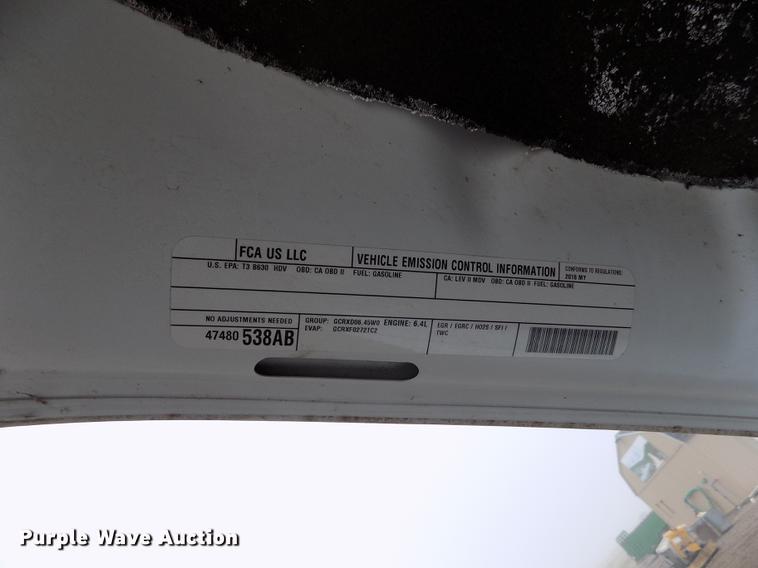 FCA US LLC
VEHICLE EMISSION CONTROL INFORMATION
CONFORMS TO REGULATIONS:
2016 MY
U.S. EPA: T3 B630 HDV OBD: CA OBD II FUEL: GASOLINE
CA: LEV II MDV OBD: CA OBD II FUEL: GASOLINE
NO ADJUSTMENTS NEEDED
47480 538AB
GROUP: GCRXD06.45W0 ENGINE: 6.4L
EVAP: GCRXF0272TC2
EGR / EGRC / HO2S / SFI /
TWC
Purple Wave Auction